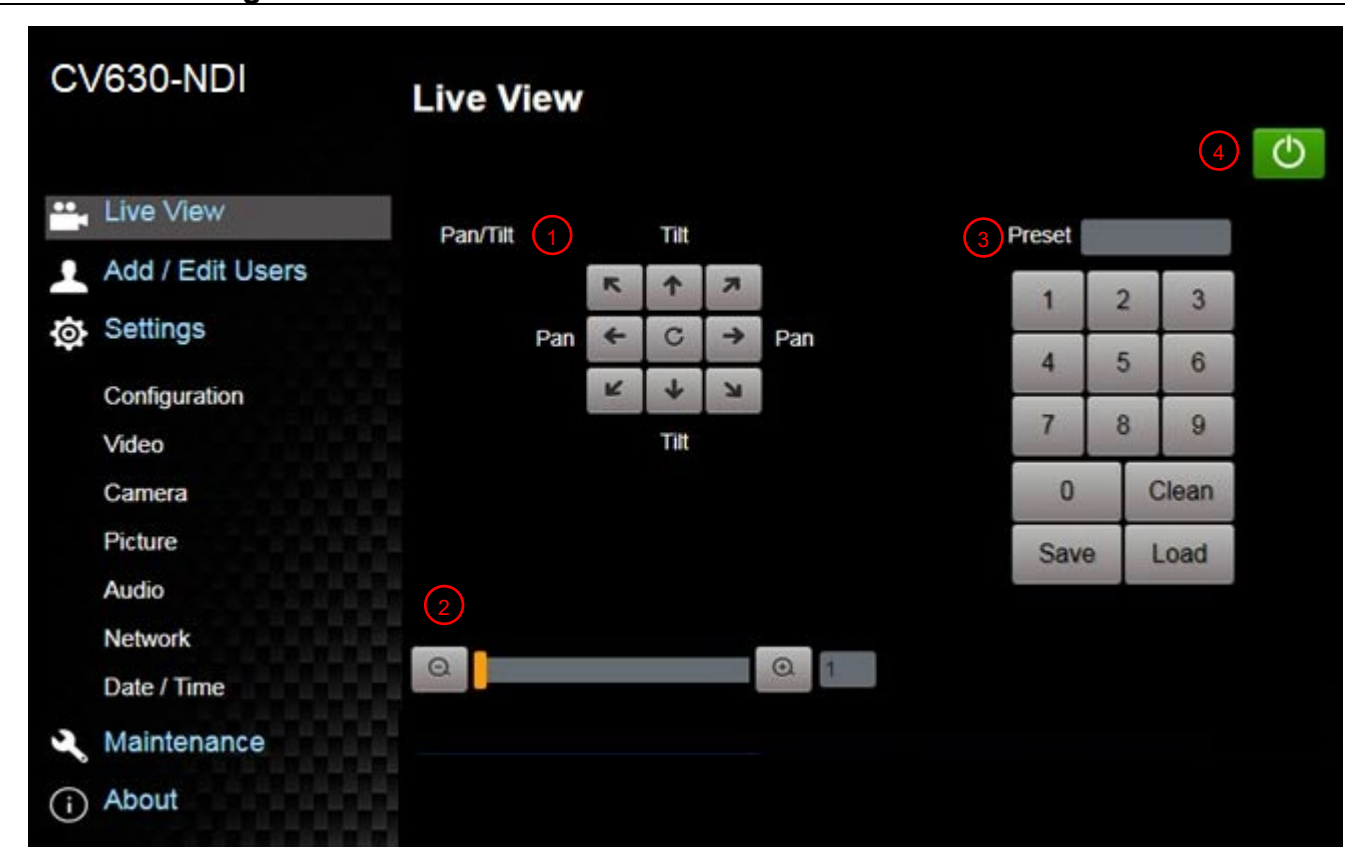 CV630-NDI
Live View
Add / Edit Users
Settings
Configuration
Video
Camera
Picture
Audio
Network
Date / Time
Maintenance
About
Live View
4
Pan/Tilt 1 Tilt
Pan Pan
Tilt
3 Preset
1 2 3
4 5 6
7 8 9
0 Clean
Save Load
2
1